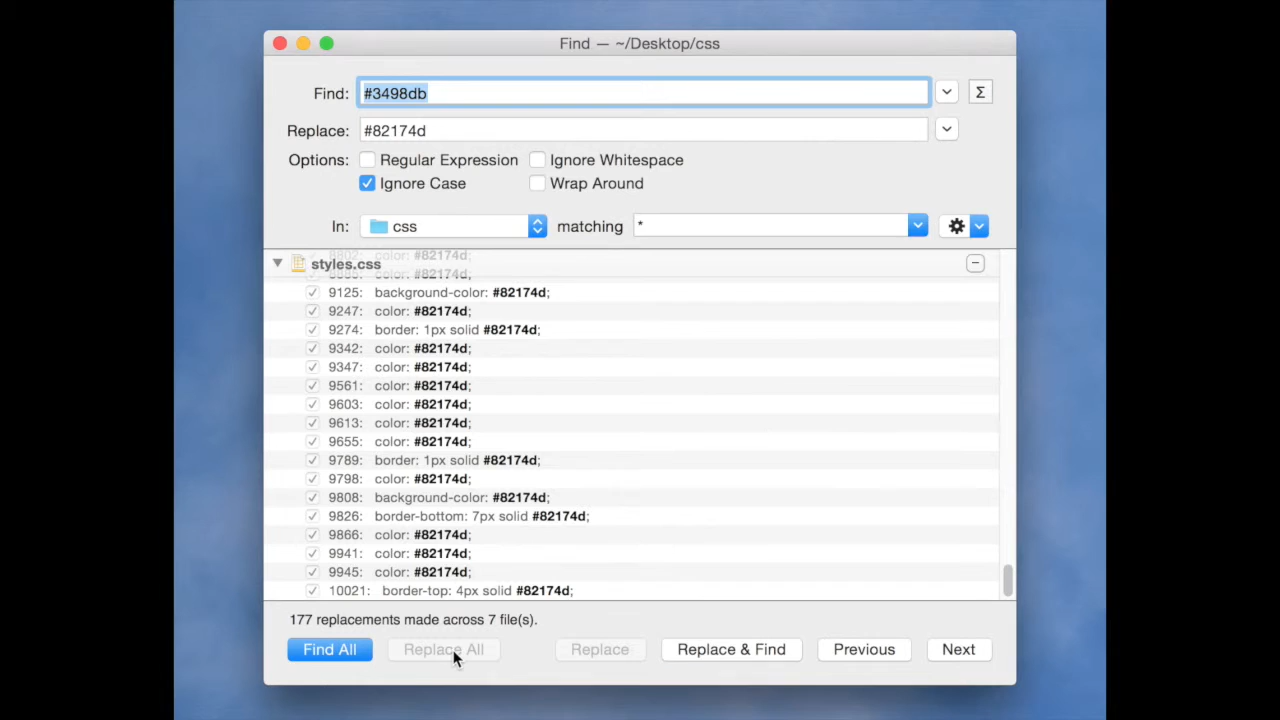 Find — ~/Desktop/css
Find: #3498db Σ
Replace: #82174d
Options: Regular Expression Ignore Whitespace
Ignore Case Wrap Around
In: css matching *
8802: color: #82174d;
color: #82174d;
styles.css
9125: background-color: #82174d;
9247: color: #82174d;
9274: border: 1px solid #82174d;
9342: color: #82174d;
9347: color: #82174d;
9561: color: #82174d;
9603: color: #82174d;
9613: color: #82174d;
9655: color: #82174d;
9789: border: 1px solid #82174d;
9798: color: #82174d;
9808: background-color: #82174d;
9826: border-bottom: 7px solid #82174d;
9866: color: #82174d;
9941: color: #82174d;
9945: color: #82174d;
10021: border-top: 4px solid #82174d;
177 replacements made across 7 file(s).
Find All Replace All Replace Replace & Find Previous Next